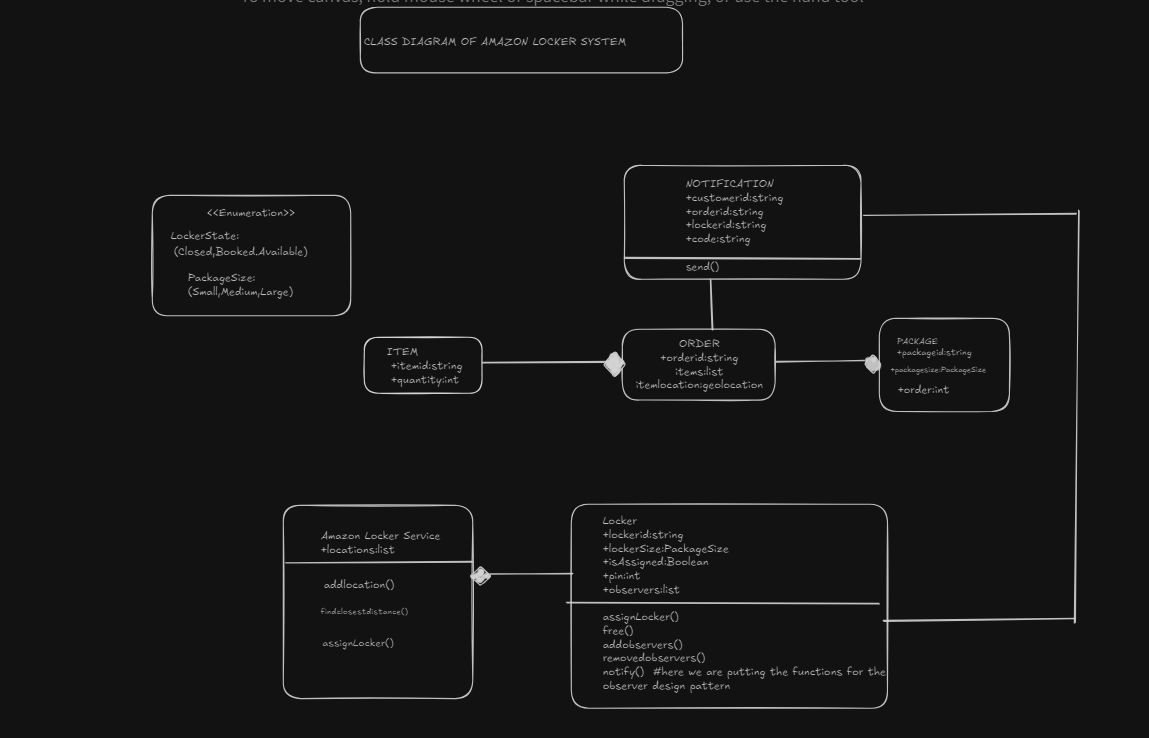 To move canvas, hold mouse wheel or spacebar while dragging, or use the hand tool
CLASS DIAGRAM OF AMAZON LOCKER SYSTEM
NOTIFICATION
+customerid:string
+orderid:string
+lockerid:string
+code:string
send()
<<Enumeration>>
LockerState:
(Closed,Booked.Available)
PackageSize:
(Small,Medium,Large)
ITEM
+itemid:string
+quantity:int
ORDER
+orderid:string
items:list
itemlocation:geolocation
PACKAGE
+packageid:string
+packagesize:PackageSize
+order:int
Amazon Locker Service
+locations:list
addlocation()
findclosestdistance()
assignLocker()
Locker
+lockerid:string
+lockerSize:PackageSize
+isAssigned:Boolean
+pin:int
+observers:list
assignLocker()
free()
addobservers()
removedobservers()
notify()  #here we are putting the functions for the
observer design pattern